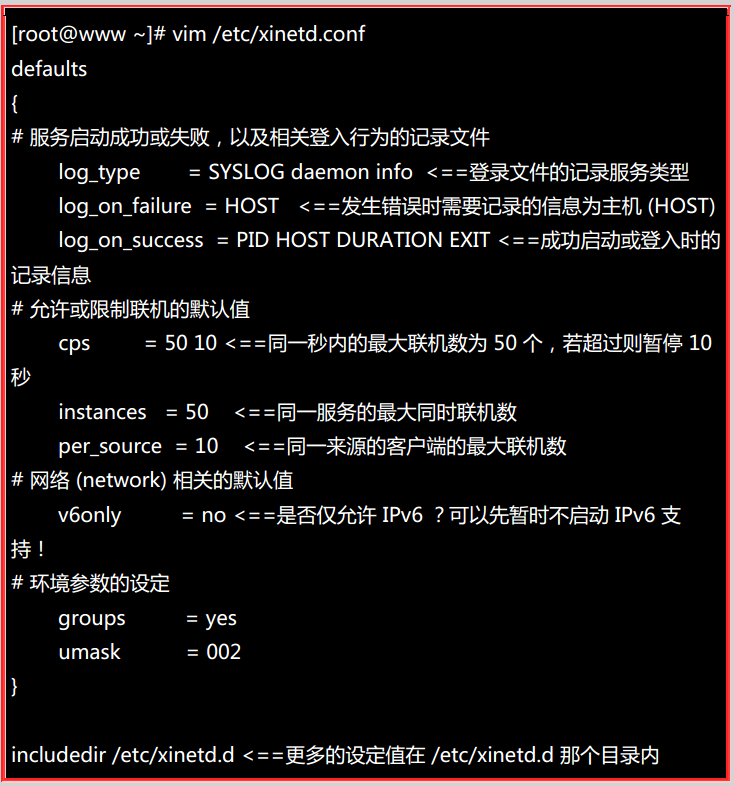 [root@www ~]# vim /etc/xinetd.conf
defaults
{
# 服务启动成功或失败，以及相关登入行为的记录文件
log_type = SYSLOG daemon info <==登录文件的记录服务类型
log_on_failure = HOST <==发生错误时需要记录的信息为主机 (HOST)
log_on_success = PID HOST DURATION EXIT <==成功启动或登入时的
记录信息
# 允许或限制联机的默认值
cps = 50 10 <==同一秒内的最大联机数为 50 个，若超过则暂停 10
秒
instances = 50 <==同一服务的最大同时联机数
per_source = 10 <==同一来源的客户端的最大联机数
# 网络 (network) 相关的默认值
v6only = no <==是否仅允许 IPv6 ？可以先暂时不启动 IPv6 支
持！
# 环境参数的设定
groups = yes
umask = 002
}
includedir /etc/xinetd.d <==更多的设定值在 /etc/xinetd.d 那个目录内